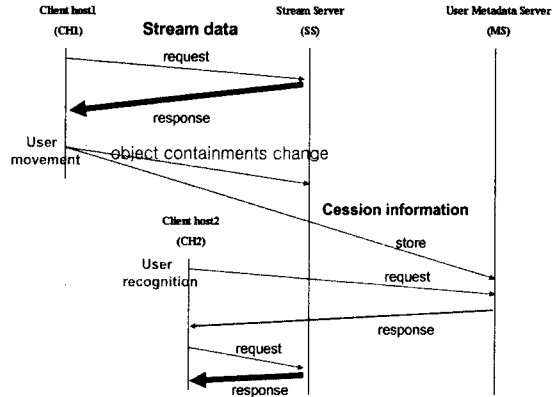 Client host1
(CH1)
Stream data
Stream Server
(SS)
User Metadata Server
(MS)
request
response
User
movement
object containments change
Cession information
Client host2
(CH2)
store
User
recognition
request
response
request
response